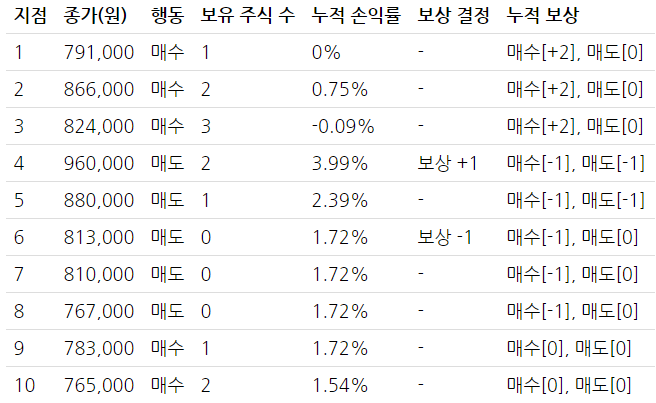 지점 종가(원) 행동 보유 주식 수 누적 손익률 보상 결정 누적 보상
1 791,000 매수 1 0% - 매수[+2], 매도[0]
2 866,000 매수 2 0.75% - 매수[+2], 매도[0]
3 824,000 매수 3 -0.09% - 매수[+2], 매도[0]
4 960,000 매도 2 3.99% 보상 +1 매수[-1], 매도[-1]
5 880,000 매도 1 2.39% - 매수[-1], 매도[-1]
6 813,000 매도 0 1.72% 보상 -1 매수[-1], 매도[0]
7 810,000 매도 0 1.72% - 매수[-1], 매도[0]
8 767,000 매도 0 1.72% - 매수[-1], 매도[0]
9 783,000 매수 1 1.72% - 매수[0], 매도[0]
10 765,000 매수 2 1.54% - 매수[0], 매도[0]